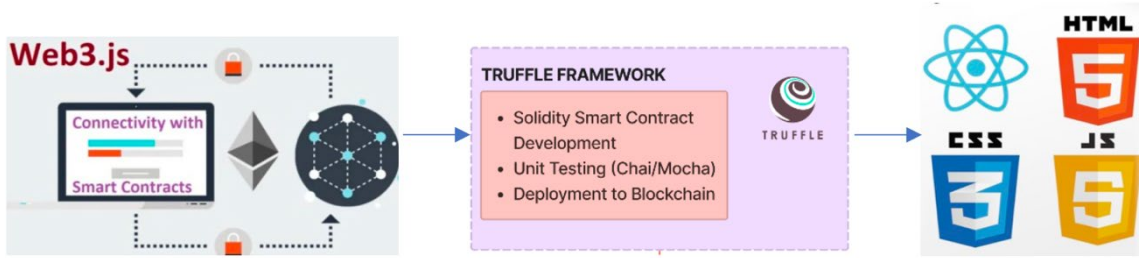 Web3.js
Connectivity with
Smart Contracts
TRUFFLE FRAMEWORK
• Solidity Smart Contract
Development
• Unit Testing (Chai/Mocha)
• Deployment to Blockchain
TRUFFLE
HTML
5
CSS
3
JS
5